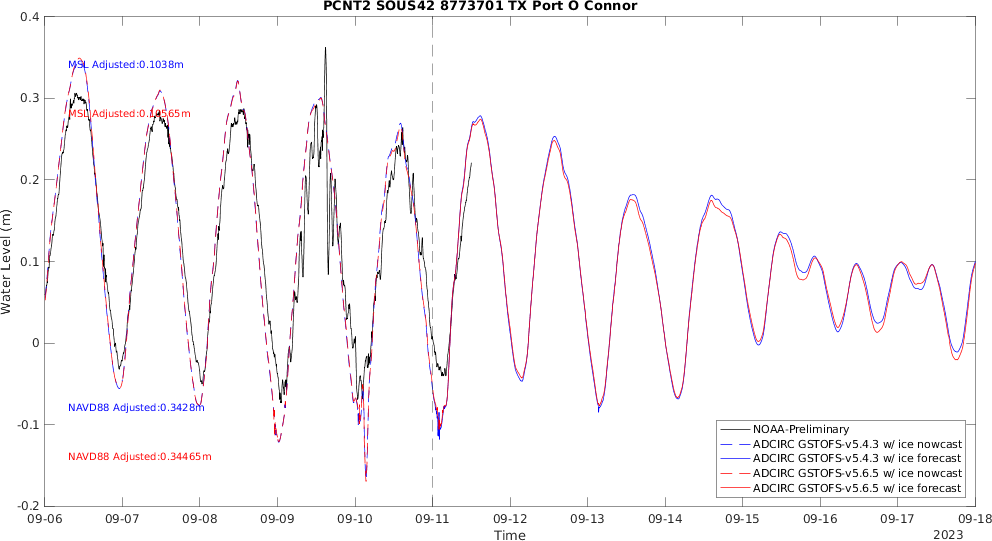 PCNT2 SOUS42 8773701 TX Port O Connor
0.4
0.3
0.2
0.1
0
-0.1
-0.2
Water Level (m)
MSL Adjusted:0.1038m
MSL Adjusted:0.10565m
NAVD88 Adjusted:0.3428m
NAVD88 Adjusted:0.34465m
NOAA-Preliminary
ADCIRC GSTOFS-v5.4.3 w/ ice nowcast
ADCIRC GSTOFS-v5.4.3 w/ ice forecast
ADCIRC GSTOFS-v5.6.5 w/ ice nowcast
ADCIRC GSTOFS-v5.6.5 w/ ice forecast
09-06 09-07 09-08 09-09 09-10 09-11 09-12 09-13 09-14 09-15 09-16 09-17 09-18
Time
2023